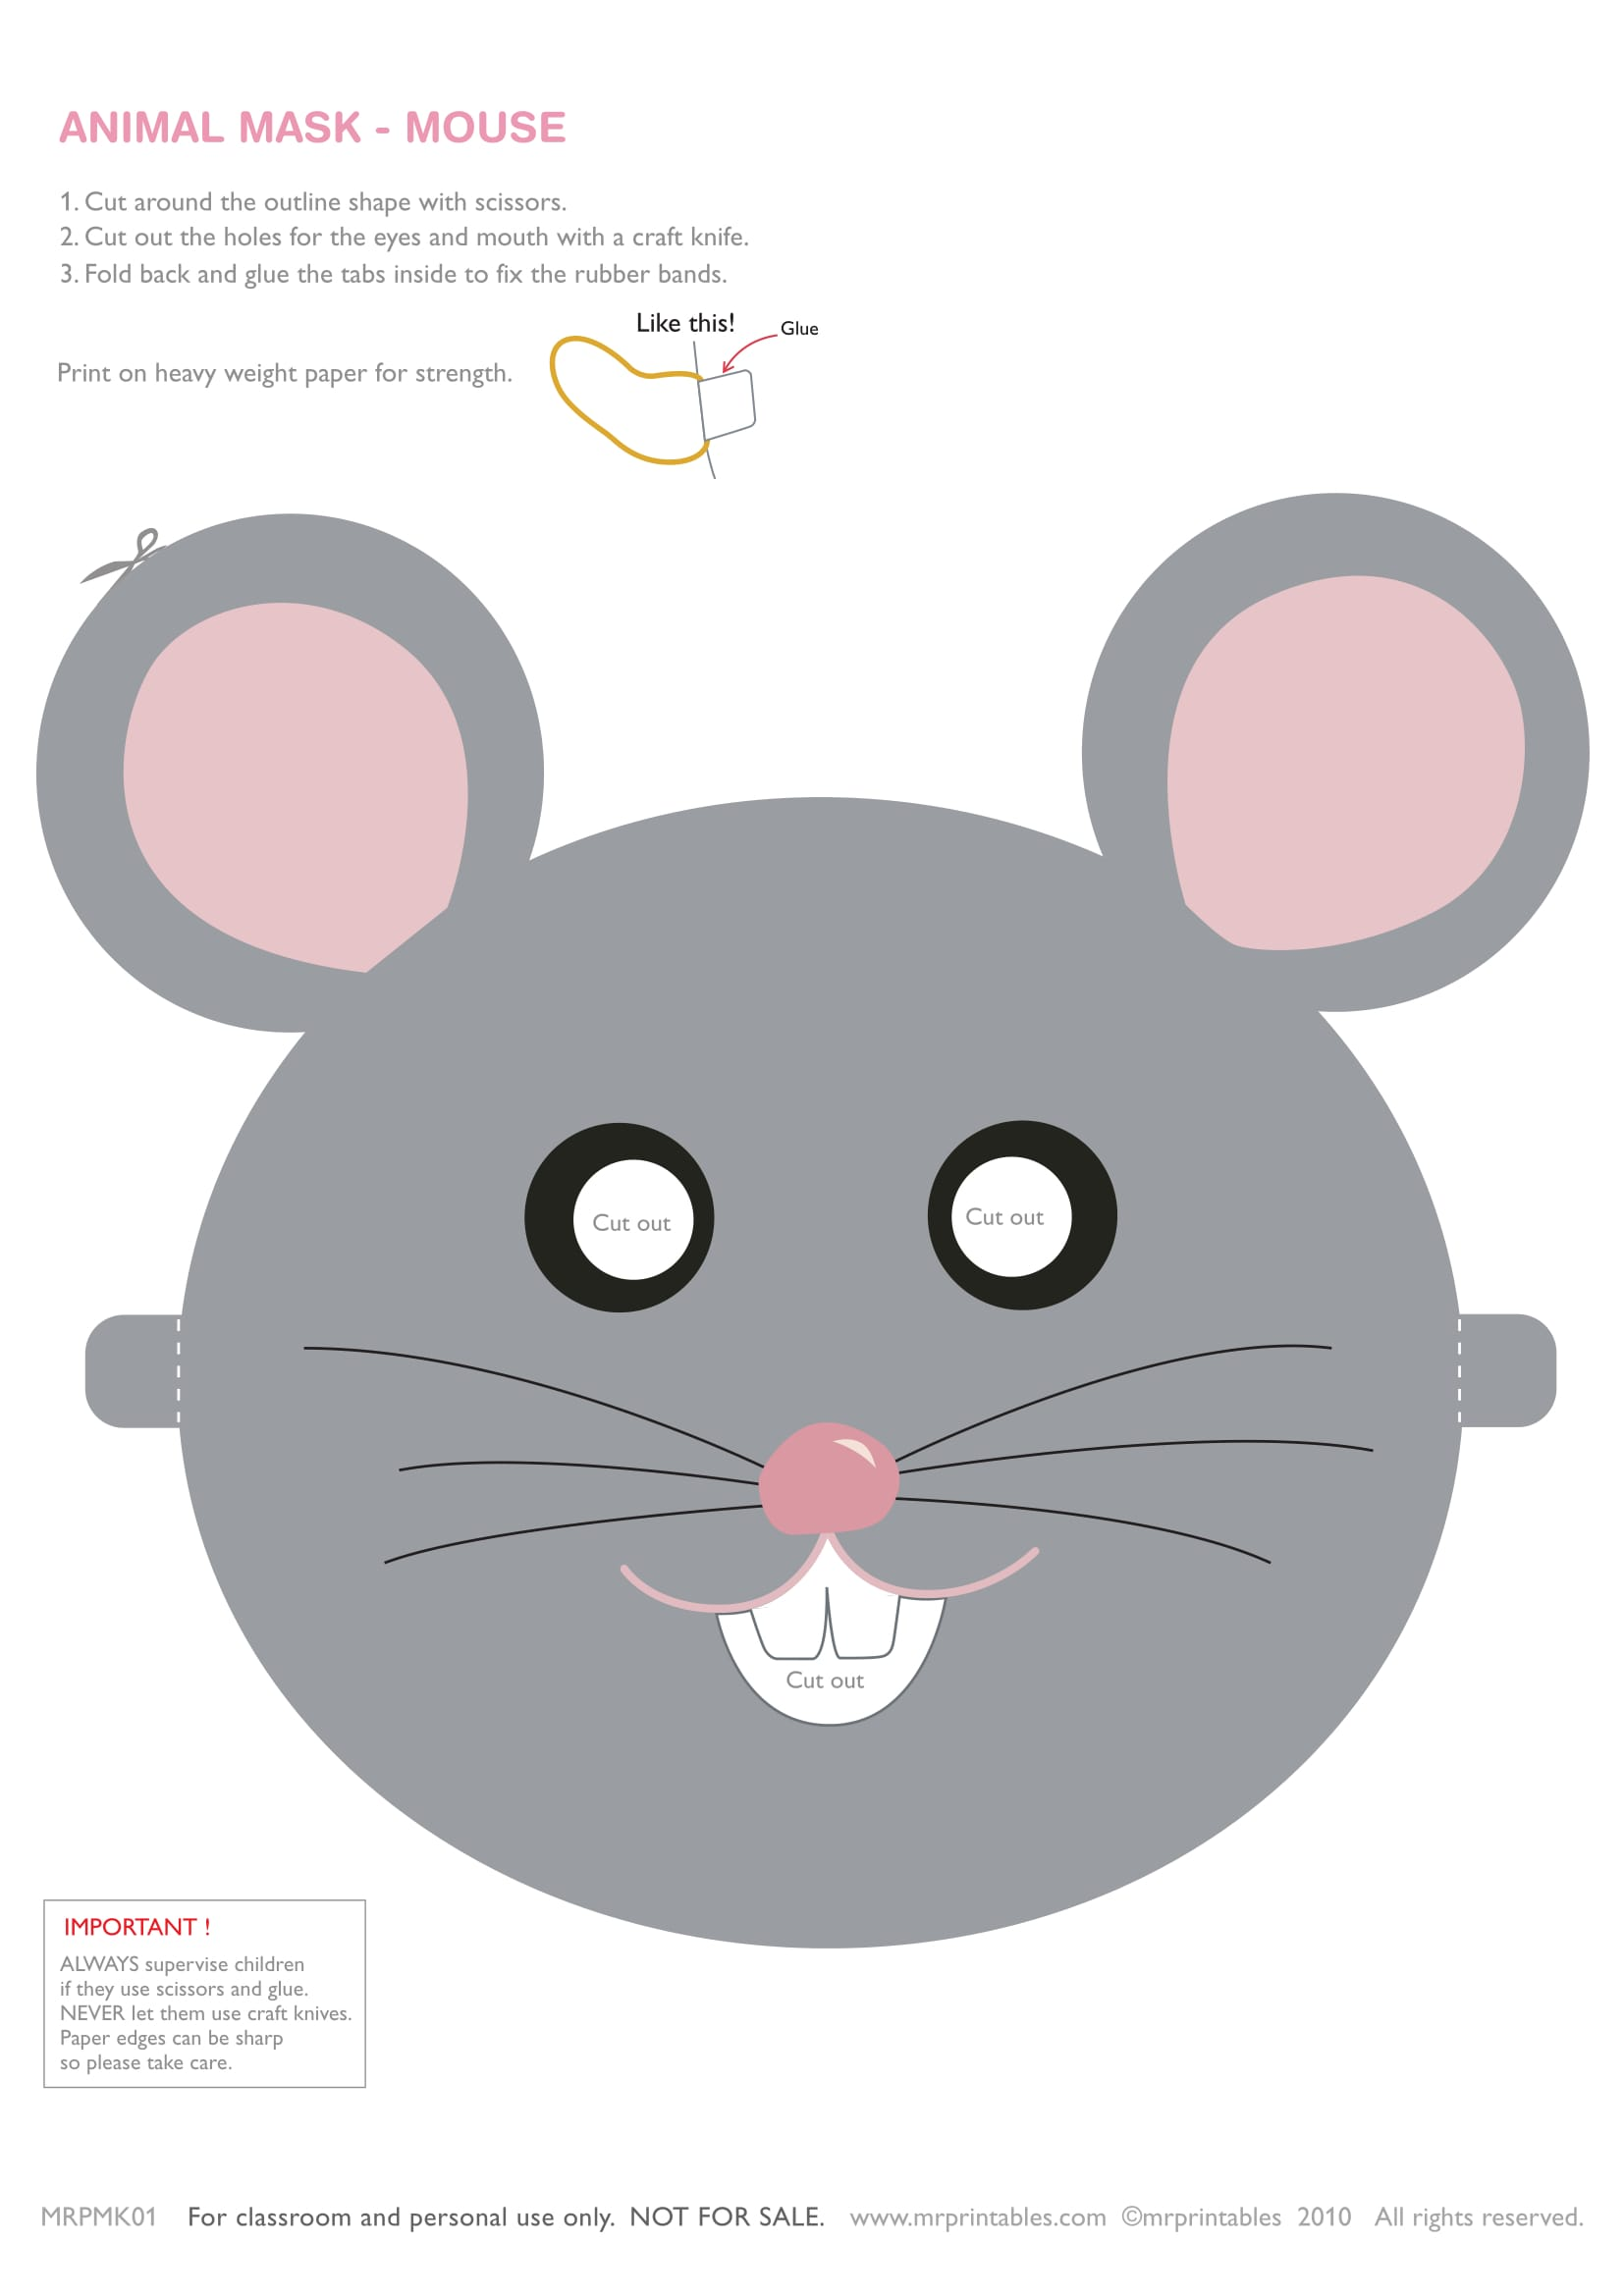 ANIMAL MASK - MOUSE
1. Cut around the outline shape with scissors.
2. Cut out the holes for the eyes and mouth with a craft knife.
3. Fold back and glue the tabs inside to fix the rubber bands.
Like this!
Glue
Print on heavy weight paper for strength.
Cut out
Cut out
Cut out
IMPORTANT !
ALWAYS supervise children
if they use scissors and glue.
NEVER let them use craft knives.
Paper edges can be sharp
so please take care.
MRPMK01 For classroom and personal use only. NOT FOR SALE. www.mrprintables.com ©mrprintables 2010 All rights reserved.